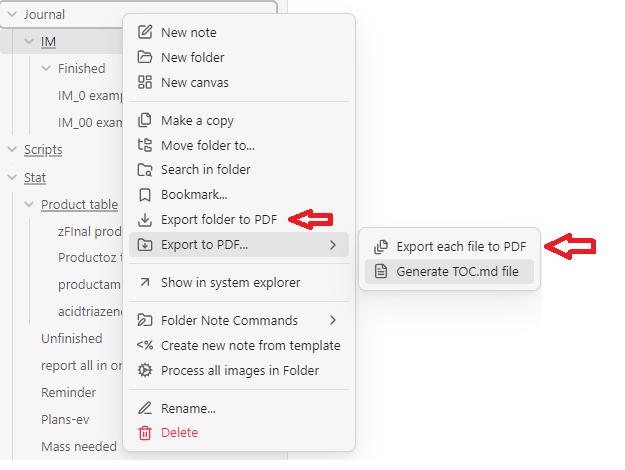 Journal
IM
Finished
IM_0 examp
IM_00 exam
Scripts
Stat
Product table
zFInal prod
Productoz t
productam
acidtriazen
Unfinished
report all in or
Reminder
Plans-ev
Mass needed
New note
New folder
New canvas
Make a copy
Move folder to...
Search in folder
Bookmark...
Export folder to PDF
Export to PDF...
Show in system explorer
Folder Note Commands
<% Create new note from template
Process all images in Folder
Rename...
Delete
Export each file to PDF
Generate TOC.md file